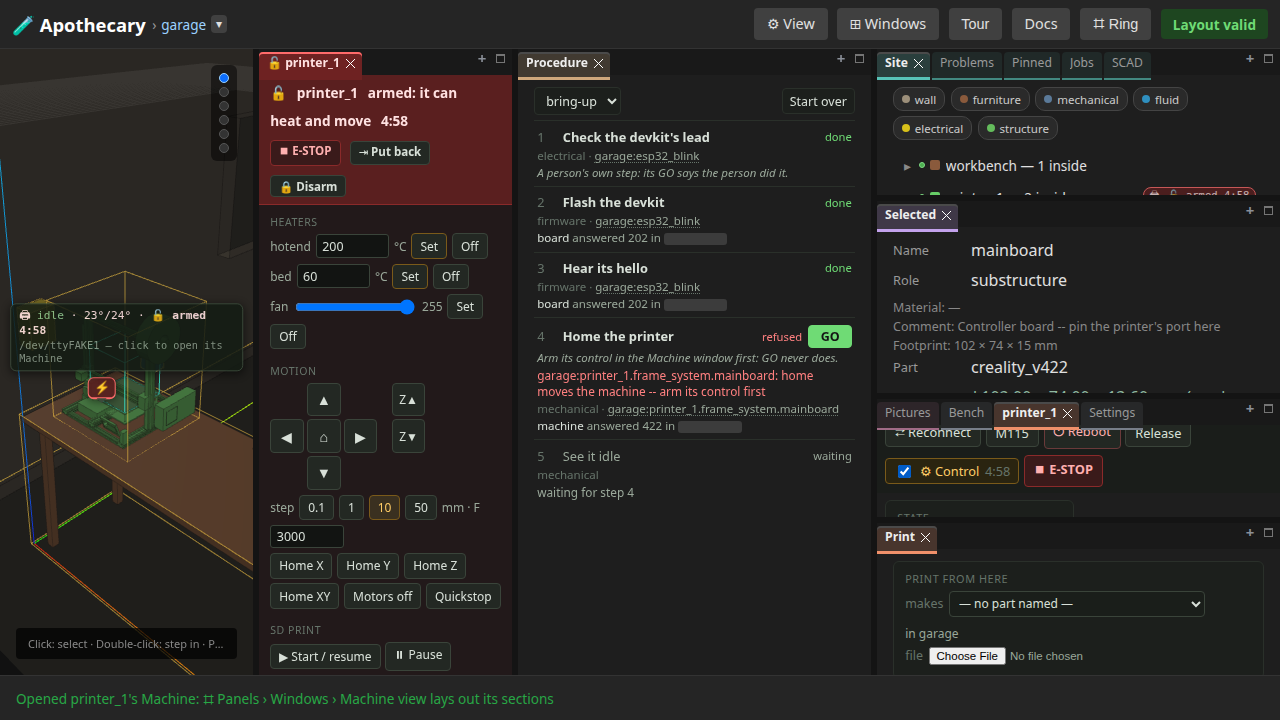 Apothecary › garage ▾
⚙ View
⊞ Windows
Tour
Docs
⌗ Ring
Layout valid
idle · 23°/24° · armed 4:58
/dev/ttyFAKE1 — click to open its Machine
Click: select · Double-click: step in · P…
printer_1
printer_1 armed: it can heat and move 4:58
■ E-STOP
⇥ Put back
Disarm
HEATERS
hotend 200 °C Set Off
bed 60 °C Set Off
fan 255 Set
Off
MOTION
▲ Z▲
◀ ⌂ ▶ Z▼
▼
step 0.1 1 10 50 mm · F
3000
Home X Home Y Home Z
Home XY Motors off Quickstop
SD PRINT
▶ Start / resume
⏸ Pause
Procedure
bring-up
Start over
1 Check the devkit's lead done
electrical · garage:esp32_blink
A person's own step: its GO says the person did it.
2 Flash the devkit done
firmware · garage:esp32_blink
board answered 202 in
3 Hear its hello done
firmware · garage:esp32_blink
board answered 202 in
4 Home the printer refused GO
Arm its control in the Machine window first: GO never does.
garage:printer_1.frame_system.mainboard: home
moves the machine -- arm its control first
mechanical · garage:printer_1.frame_system.mainboard
machine answered 422 in
5 See it idle waiting
mechanical
waiting for step 4
Site
Problems
Pinned
Jobs
SCAD
wall
furniture
mechanical
fluid
electrical
structure
▸ workbench — 1 inside
Selected
Name mainboard
Role substructure
Material: —
Comment: Controller board -- pin the printer's port here
Footprint: 102 × 74 × 15 mm
Part creality_v422
Pictures
Bench
printer_1
Settings
Reconnect
M115
Reboot
Release
⚙ Control 4:58
■ E-STOP
STATE
Print
PRINT FROM HERE
makes — no part named —
in garage
file Choose File No file chosen
Opened printer_1's Machine: ⌗ Panels › Windows › Machine view lays out its sections